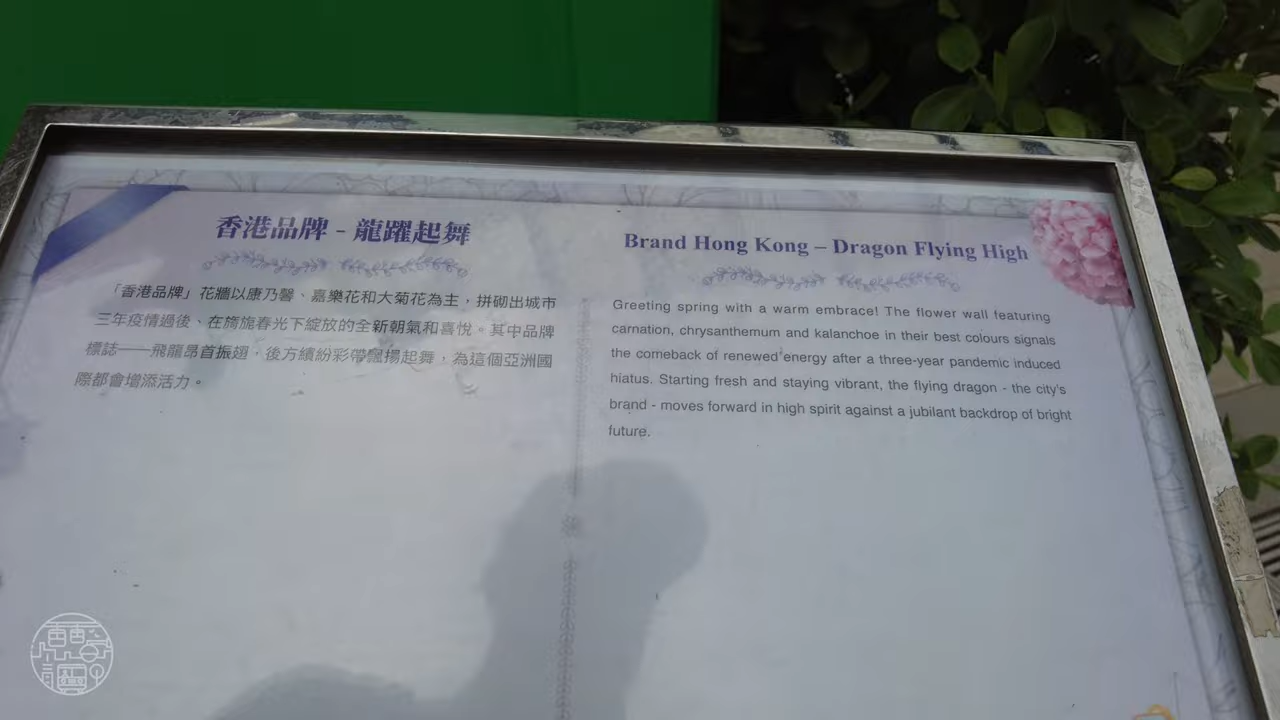 香港品牌 - 龍躍起舞
「香港品牌」花牆以康乃馨、嘉樂花和大菊花為主，拼砌出城市
三年疫情過後、在旖旎春光下綻放的全新朝氣和喜悅。其中品牌
標誌——飛龍昂首振翅，後方繽紛彩帶飄揚起舞，為這個亞洲國
際都會增添活力。
Brand Hong Kong – Dragon Flying High
Greeting spring with a warm embrace! The flower wall featuring
carnation, chrysanthemum and kalanchoe in their best colours signals
the comeback of renewed energy after a three-year pandemic induced
hiatus. Starting fresh and staying vibrant, the flying dragon - the city's
brand - moves forward in high spirit against a jubilant backdrop of bright
future.